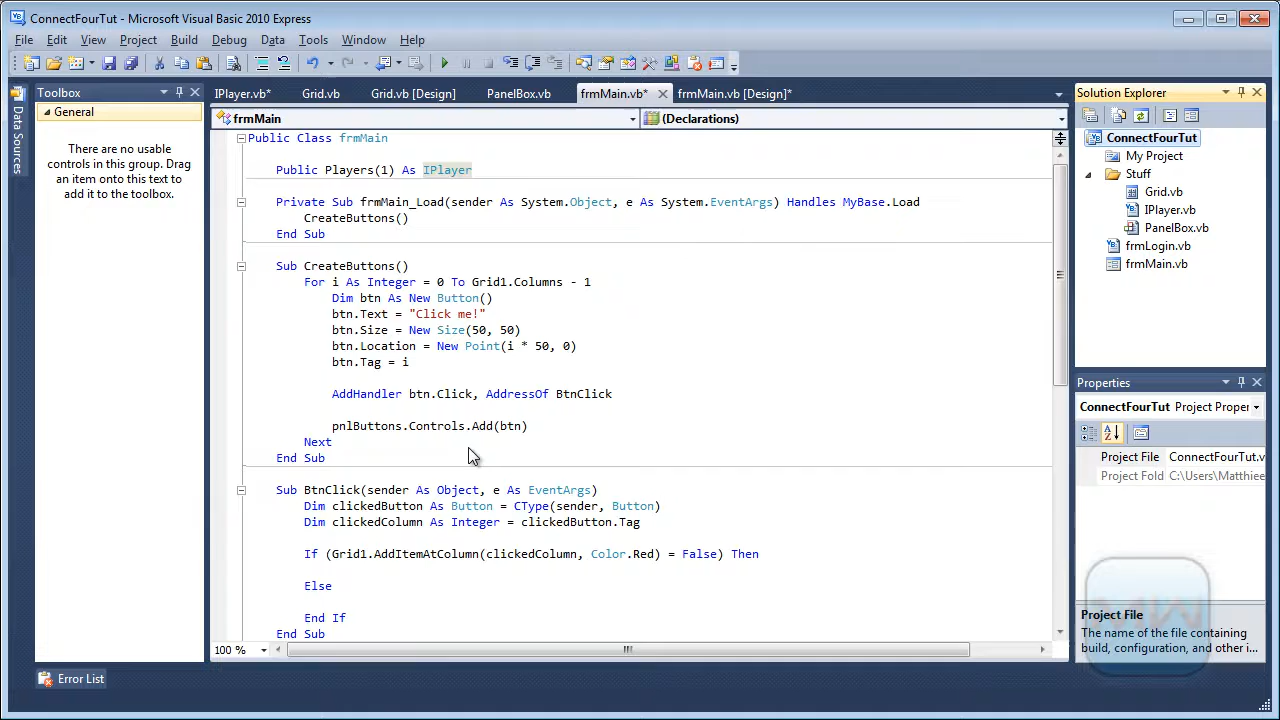 ConnectFourTut - Microsoft Visual Basic 2010 Express
File Edit View Project Build Debug Data Tools Window Help
Toolbox
IPlayer.vb* Grid.vb Grid.vb [Design] PanelBox.vb frmMain.vb* frmMain.vb [Design]*
Solution Explorer
Data Sources
General
There are no usable
controls in this group. Drag
an item onto this text to
add it to the toolbox.
frmMain
(Declarations)
Public Class frmMain
Public Players(1) As IPlayer
Private Sub frmMain_Load(sender As System.Object, e As System.EventArgs) Handles MyBase.Load
CreateButtons()
End Sub
Sub CreateButtons()
For i As Integer = 0 To Grid1.Columns - 1
Dim btn As New Button()
btn.Text = "Click me!"
btn.Size = New Size(50, 50)
btn.Location = New Point(i * 50, 0)
btn.Tag = i
AddHandler btn.Click, AddressOf BtnClick
pnlButtons.Controls.Add(btn)
Next
End Sub
Sub BtnClick(sender As Object, e As EventArgs)
Dim clickedButton As Button = CType(sender, Button)
Dim clickedColumn As Integer = clickedButton.Tag
If (Grid1.AddItemAtColumn(clickedColumn, Color.Red) = False) Then
Else
End If
End Sub
100 %
ConnectFourTut
My Project
Stuff
Grid.vb
IPlayer.vb
PanelBox.vb
frmLogin.vb
frmMain.vb
Properties
ConnectFourTut Project Proper
Project File ConnectFourTut.v
Project Fold C:\Users\Matthiee
Project File
The name of the file containing
build, configuration, and other i...
Error List